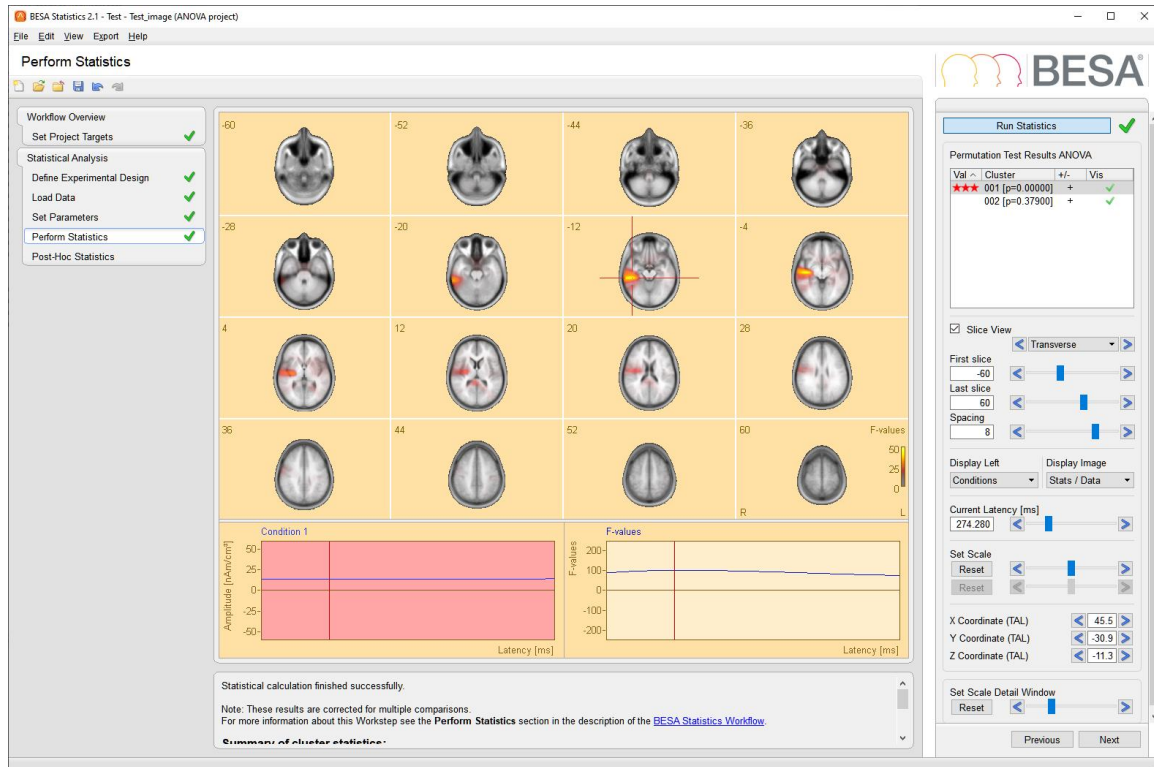 BESA Statistics 2.1 - Test - Test_image (ANOVA project)
File Edit View Export Help
Perform Statistics
BESA®
Workflow Overview
Set Project Targets
Statistical Analysis
Define Experimental Design
Load Data
Set Parameters
Perform Statistics
Post-Hoc Statistics
-60 -52 -44 -36
-28 -20 -12 -4
4 12 20 28
36 44 52 60 F-values
50
25
0
R L
Condition 1
Amplitude [nAm/cm³]
50
25
0
-25
-50
Latency [ms]
F-values
F-values
200
100
0
-100
-200
Latency [ms]
Statistical calculation finished successfully.
Note: These results are corrected for multiple comparisons.
For more information about this Workstep see the Perform Statistics section in the description of the BESA Statistics Workflow.
Summary of cluster statistics:
Run Statistics
Permutation Test Results ANOVA
Val Cluster +/- Vis
001 [p=0.00000] +
002 [p=0.37900] +
Slice View
Transverse
First slice
-60
Last slice
60
Spacing
8
Display Left Display Image
Conditions Stats / Data
Current Latency [ms]
274.280
Set Scale
Reset
Reset
X Coordinate (TAL) 45.5
Y Coordinate (TAL) -30.9
Z Coordinate (TAL) -11.3
Set Scale Detail Window
Reset
Previous Next